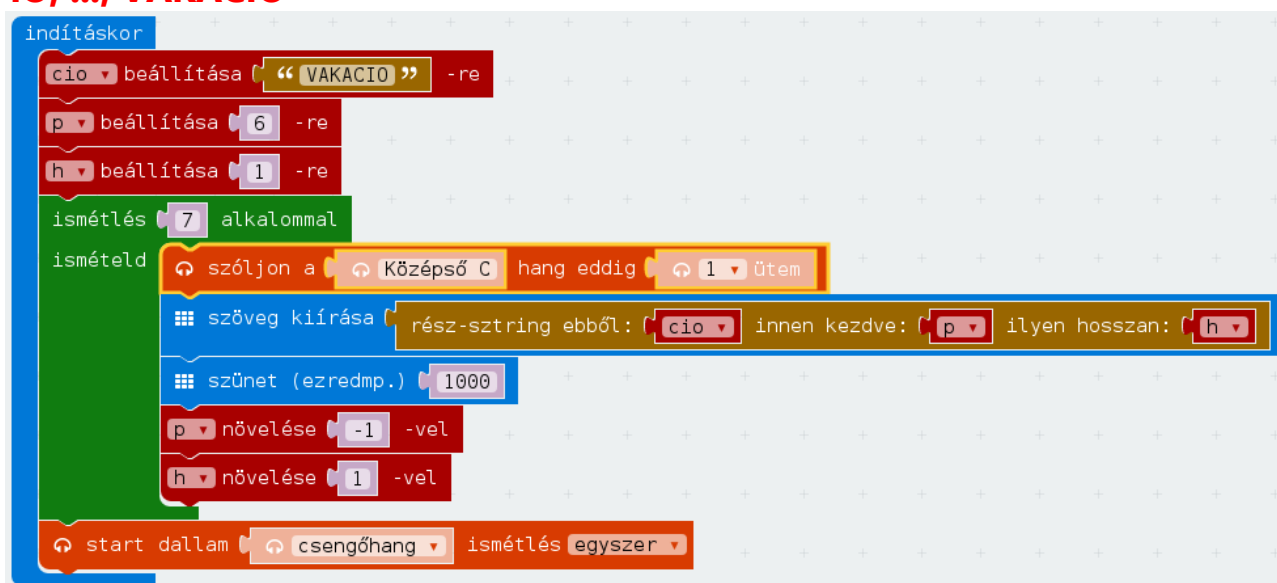 IO, ..., VAKÁCIÓ
indításkor
cio beállítása “ VAKACIO ” -re
p beállítása 6 -re
h beállítása 1 -re
ismétlés 7 alkalommal
ismételd szóljon a Középső C hang eddig 1 ütem
szöveg kiírása rész-sztring ebből: cio innen kezdve: p ilyen hosszan: h
szünet (ezredmp.) 1000
p növelése -1 -vel
h növelése 1 -vel
start dallam csengőhang ismétlés egyszer